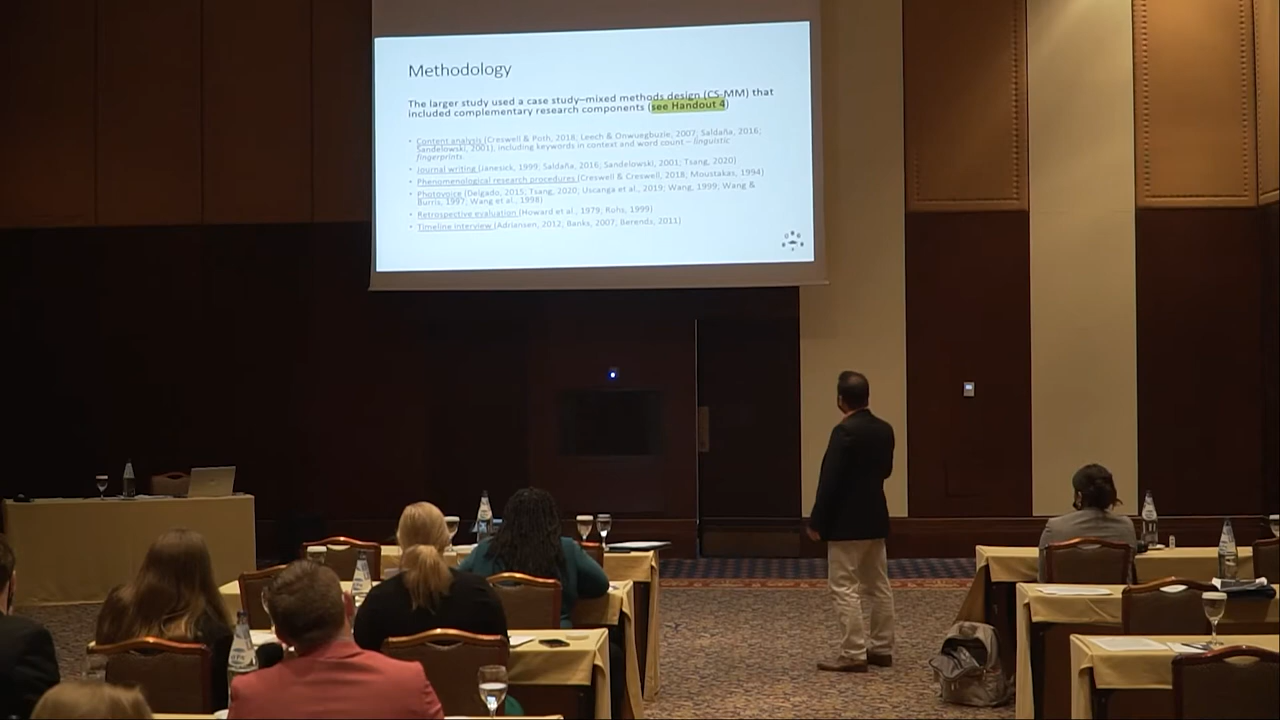 Methodology
The larger study used a case study–mixed methods design (CS-MM) that
included complementary research components (see Handout 4)
• Content analysis (Creswell & Poth, 2018; Leech & Onwuegbuzie, 2007; Saldaña, 2016;
Sandelowski, 2001), including keywords in context and word count – linguistic
fingerprints.
• Journal writing (Janesick, 1999; Saldaña, 2016; Sandelowski, 2001; Tsang, 2020)
• Phenomenological research procedures (Creswell & Creswell, 2018; Moustakas, 1994)
• Photovoice (Delgado, 2015; Tsang, 2020; Uscanga et al., 2019; Wang, 1999; Wang &
Burris, 1997; Wang et al., 1998)
• Retrospective evaluation (Howard et al., 1979; Rohs, 1999)
• Timeline interview (Adriansen, 2012; Banks, 2007; Berends, 2011)